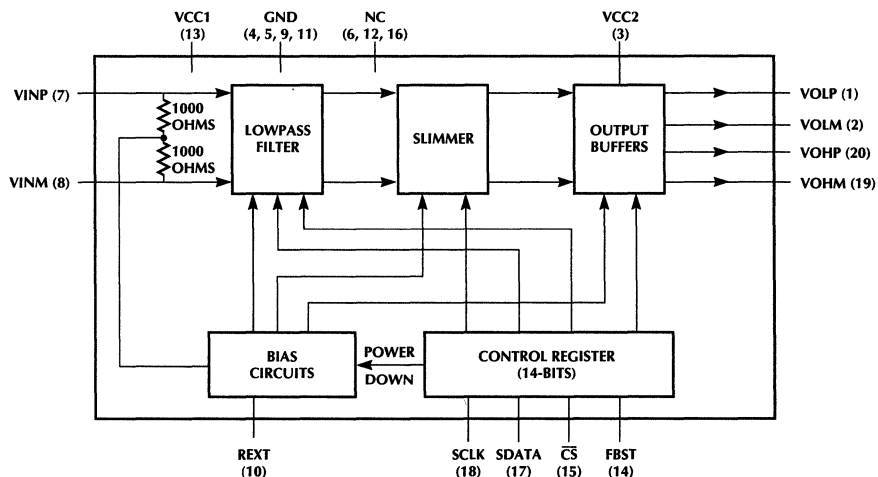 VCC1
(13)
GND
(4, 5, 9, 11)
NC
(6, 12, 16)
VCC2
(3)
VINP (7)
1000
OHMS
1000
OHMS
VINM (8)
LOWPASS
FILTER
SLIMMER
OUTPUT
BUFFERS
VOLP (1)
VOLM (2)
VOHP (20)
VOHM (19)
BIAS
CIRCUITS
POWER
DOWN
CONTROL REGISTER
(14-BITS)
REXT
(10)
SCLK
(18)
SDATA
(17)
C̅S̅
(15)
FBST
(14)